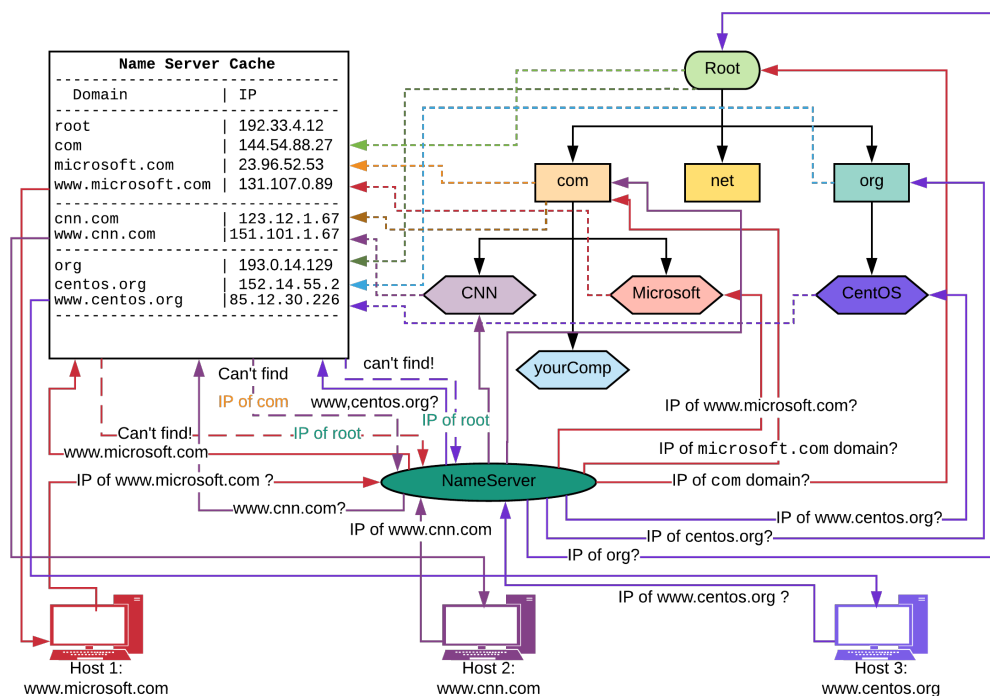 Name Server Cache
Domain | IP
root | 192.33.4.12
com | 144.54.88.27
microsoft.com | 23.96.52.53
www.microsoft.com | 131.107.0.89
cnn.com | 123.12.1.67
www.cnn.com |151.101.1.67
org | 193.0.14.129
centos.org | 152.14.55.2
www.centos.org |85.12.30.226
Root
com
net
org
CNN
Microsoft
CentOS
yourComp
can't find!
Can't find
IP of com
www,centos.org?
IP of root
Can't find!
IP of root
www.microsoft.com
IP of www.microsoft.com?
IP of microsoft.com domain?
IP of www.microsoft.com ?
NameServer
IP of com domain?
www.cnn.com?
IP of www.cnn.com
IP of www.centos.org?
IP of centos.org?
IP of org?
IP of www.centos.org ?
Host 1:
www.microsoft.com
Host 2:
www.cnn.com
Host 3:
www.centos.org